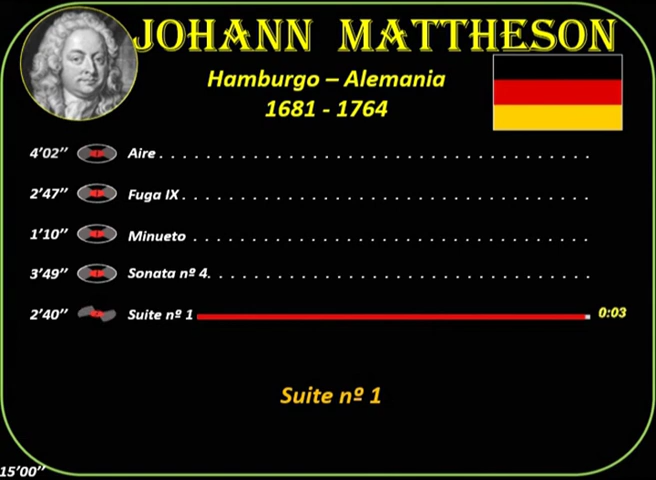 JOHANN MATTHESON
Hamburgo – Alemania
1681 - 1764
4'02'' Aire . . . . . . . . . . . . . . . . . . . . . . . . . . . . . . . . . . . .
2'47'' Fuga IX . . . . . . . . . . . . . . . . . . . . . . . . . . . . . . . . . .
1'10'' Minueto . . . . . . . . . . . . . . . . . . . . . . . . . . . . . . . . .
3'49'' Sonata nº 4. . . . . . . . . . . . . . . . . . . . . . . . . . . . . . . .
2'40'' Suite nº 1 0:03
Suite nº 1
15'00''